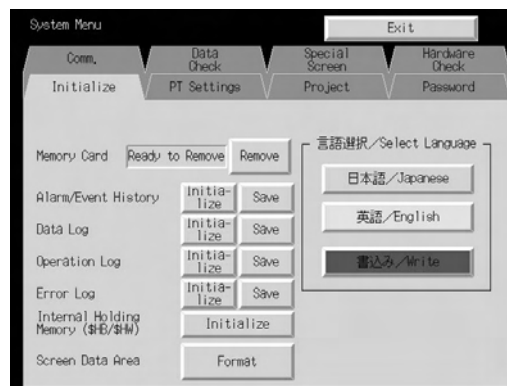 System Menu
Exit
Comm.
Data
Check
Special
Screen
Hardware
Check
Initialize
PT Settings
Project
Password
Memory Card
Ready to Remove
Remove
Alarm/Event History
Initia-
lize
Save
Data Log
Initia-
lize
Save
Operation Log
Initia-
lize
Save
Error Log
Initia-
lize
Save
Internal Holding
Memory ($HB/$HW)
Initialize
Screen Data Area
Format
言語選択/Select Language
日本語/Japanese
英語/English
書込み/Write